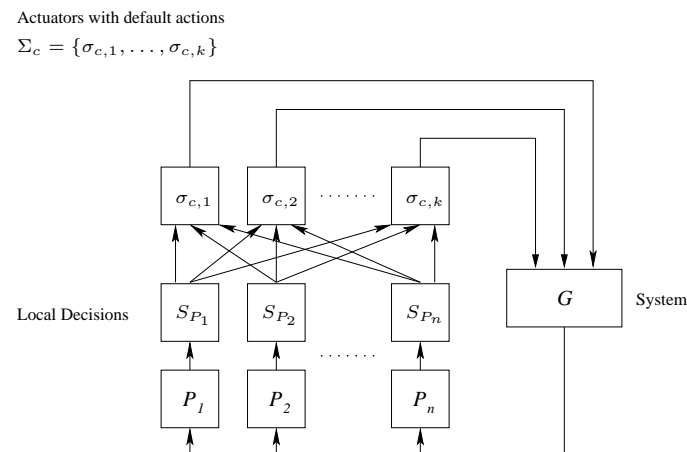 Actuators with default actions
Σ_c = {σ_{c,1}, . . . , σ_{c,k}}
σ_{c,1} σ_{c,2} . . . . . . . σ_{c,k}
Local Decisions S_{P_1} S_{P_2} S_{P_n} G System
. . . . . . .
P_1 P_2 P_n